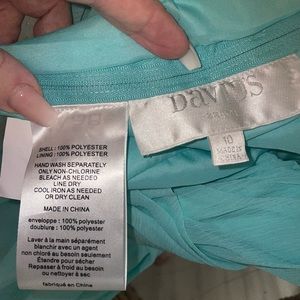 Davi's
10
MADE IN
CHINA
SHELL: 100% POLYESTER
LINING: 100% POLYESTER
HAND WASH SEPARATELY
ONLY NON-CHLORINE
BLEACH AS NEEDED
LINE DRY
COOL IRON AS NEEDED
OR DRY CLEAN
MADE IN CHINA
enveloppe : 100% polyester
doublure : 100% polyester
Laver à la main séparément
blanchir avec un agent
non chloré au besoin seulement
Étendre pour sécher
Repasser à froid au besoin
ou nettoyer à sec
fabriqué en Chine